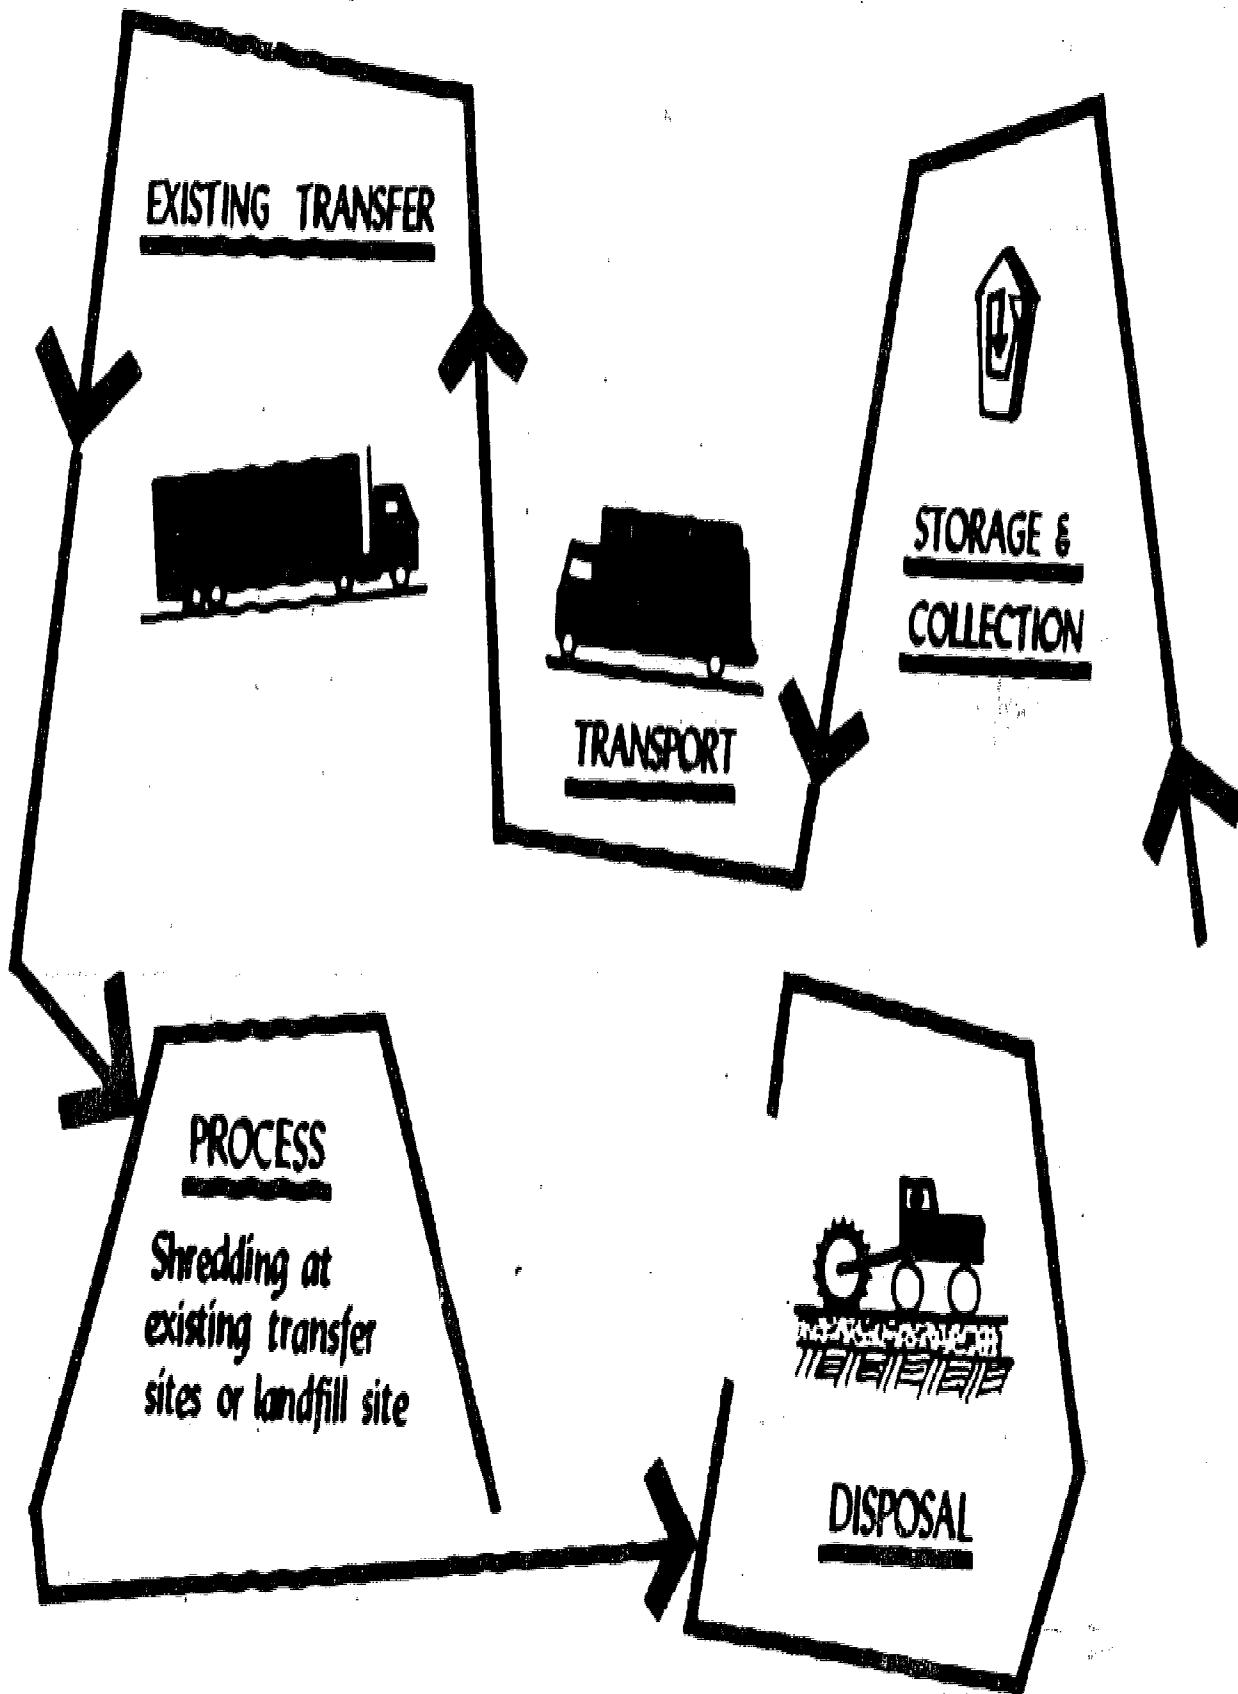 EXISTING TRANSFER
STORAGE &
COLLECTION
TRANSPORT
PROCESS
Shredding at
existing transfer
sites or landfill site
DISPOSAL